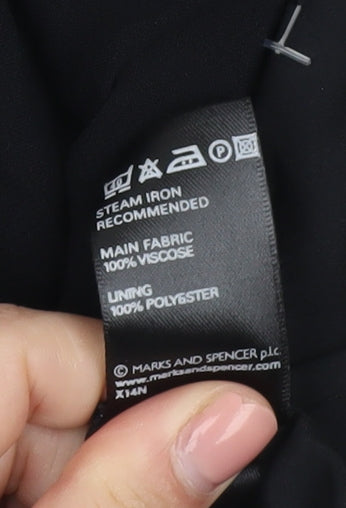 P
STEAM IRON
RECOMMENDED
MAIN FABRIC
100% VISCOSE
LINING
100% POLYESTER
© MARKS AND SPENCER p.l.c.
www.marksandspencer.com
X14N